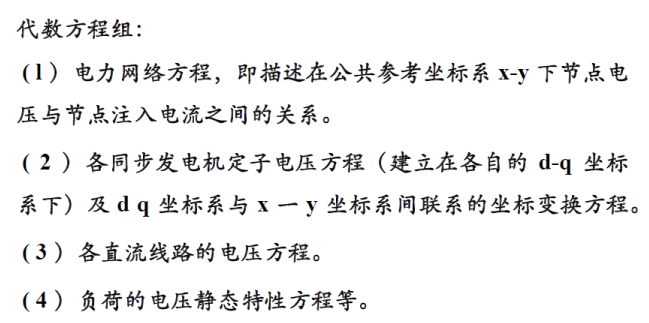 代数方程组：
（1）电力网络方程，即描述在公共参考坐标系 x-y 下节点电
压与节点注入电流之间的关系。
（ 2 ）各同步发电机定子电压方程（建立在各自的 d-q 坐标
系下）及 d q 坐标系与 x 一 y 坐标系间联系的坐标变换方程。
（3）各直流线路的电压方程。
（4）负荷的电压静态特性方程等。